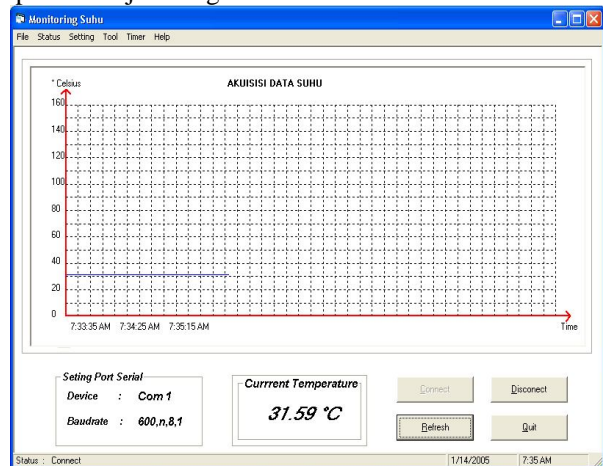 Monitoring Suhu
File Status Setting Tool Timer Help
° Celsius
AKUISISI DATA SUHU
160
140
120
100
80
60
40
20
0
7:33:35 AM 7:34:25 AM 7:35:15 AM
Time
Seting Port Serial
Device : Com 1
Baudrate : 600,n,8,1
Currrent Temperature
31.59 °C
Connect
Disconect
Refresh
Quit
Status : Connect
1/14/2005
7:35 AM